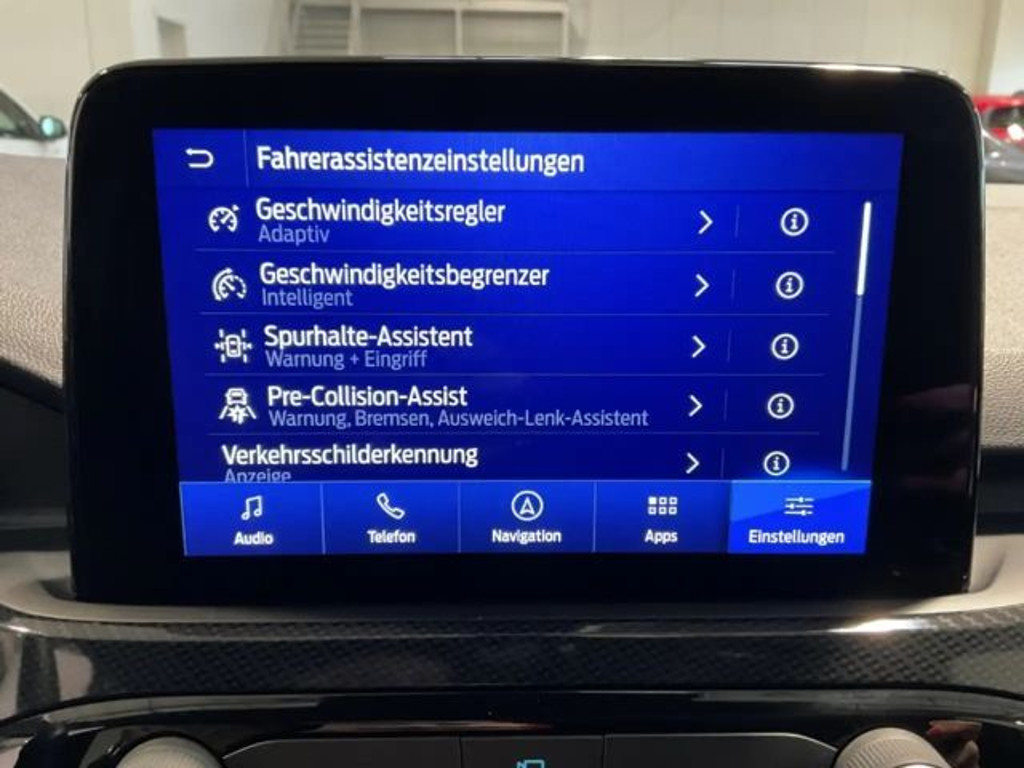 Fahrerassistenzeinstellungen
Geschwindigkeitsregler
Adaptiv
Geschwindigkeitsbegrenzer
Intelligent
Spurhalte-Assistent
Warnung + Eingriff
Pre-Collision-Assist
Warnung, Bremsen, Ausweich-Lenk-Assistent
Verkehrsschilderkennung
Anzeige
Audio
Telefon
Navigation
Apps
Einstellungen